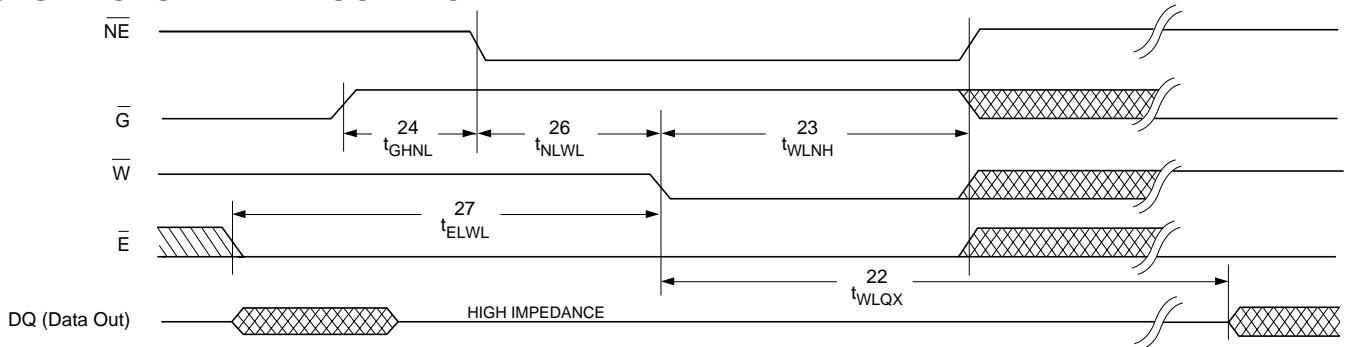 NE
G
24
tGHNL
26
tNLWL
23
tWLNH
W
27
tELWL
E
22
tWLQX
DQ (Data Out)
HIGH IMPEDANCE